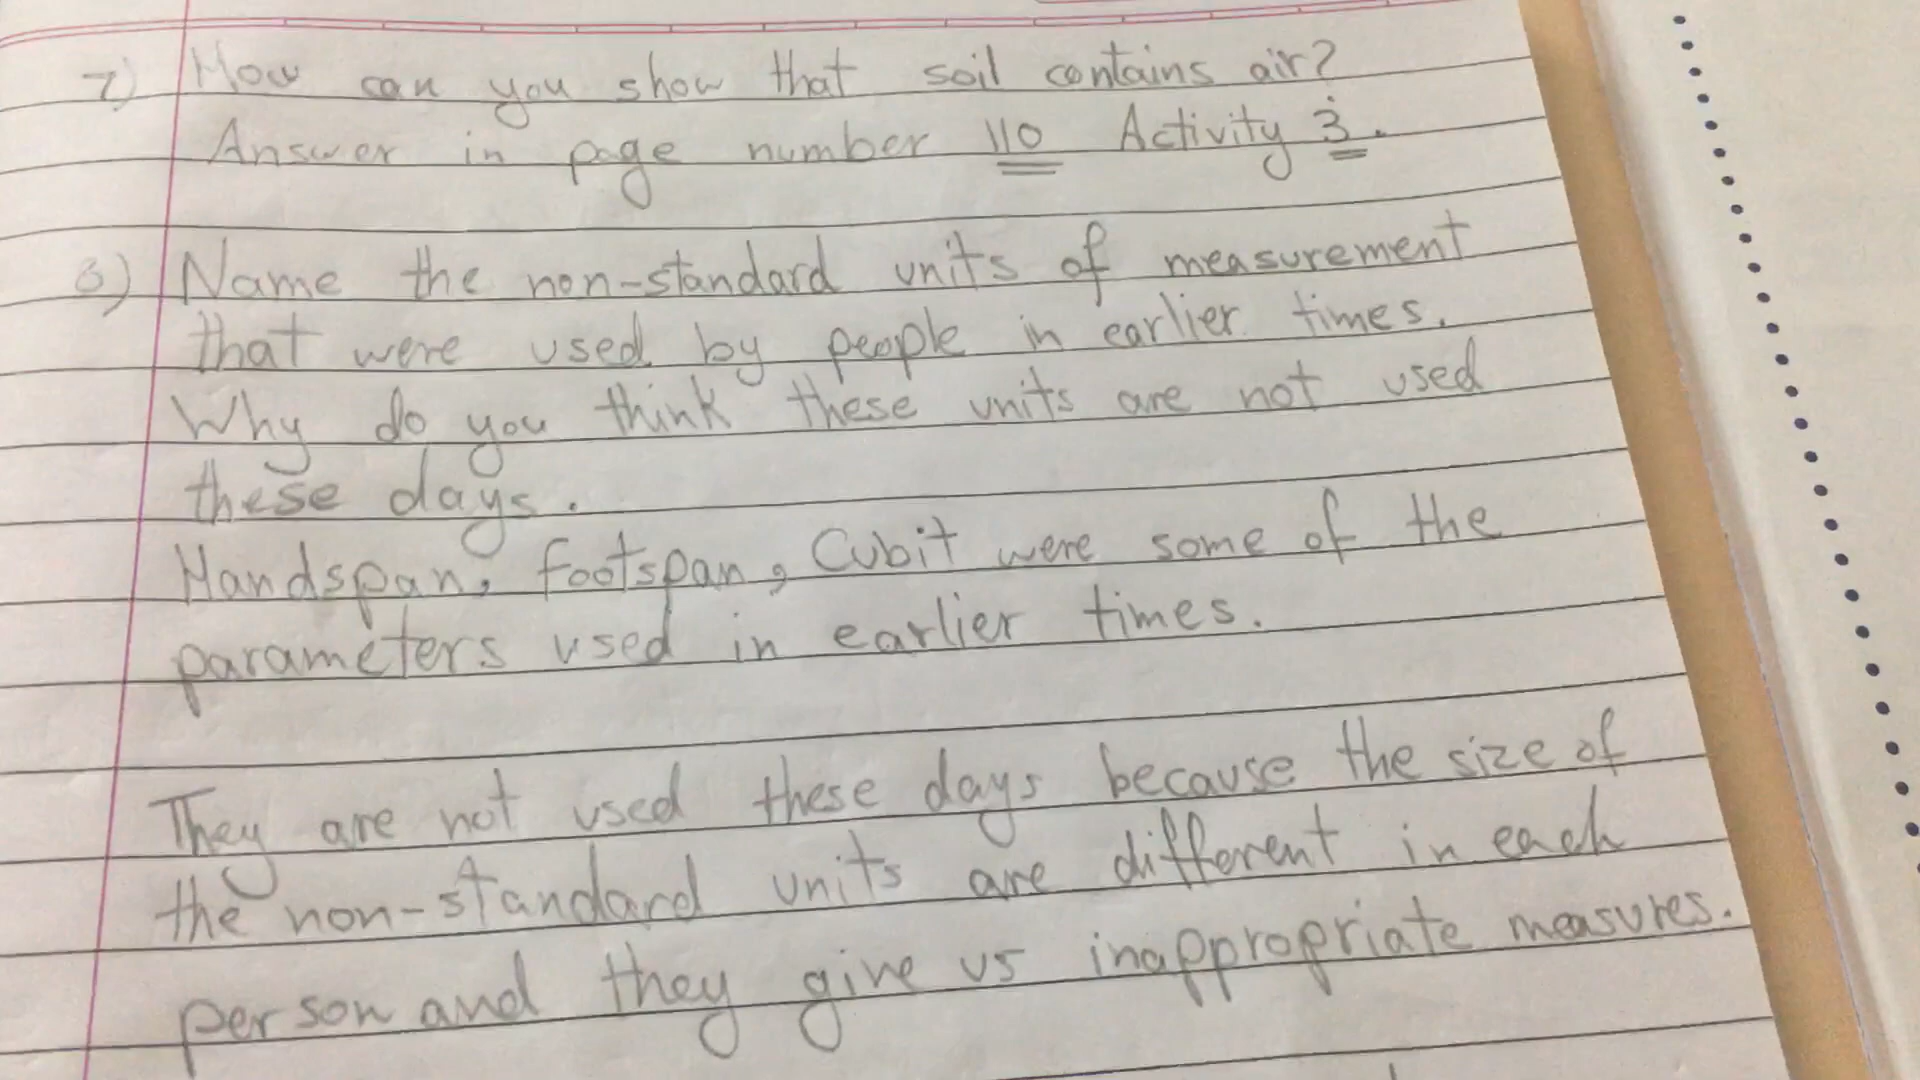 7) How can you show that soil contains air?
Answer in page number 110 Activity 3.
8) Name the non-standard units of measurement
that were used by people in earlier times.
Why do you think these units are not used
these days.
Handspan, footspan, Cubit were some of the
parameters used in earlier times.
They are not used these days because the size of
the non-standard units are different in each
person and they give us inappropriate measures.